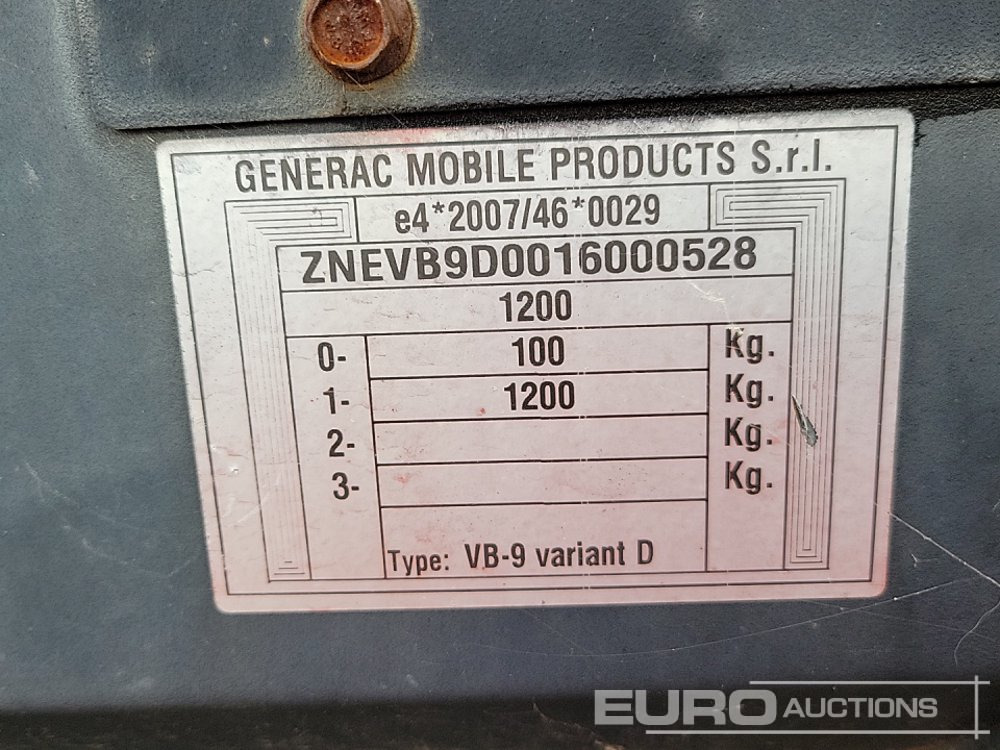 GENERAC MOBILE PRODUCTS S.r.l.
e4*2007/46*0029
ZNEVB9D0016000528
1200
0- 100 Kg.
1- 1200 Kg.
2- Kg.
3- Kg.
Type: VB-9 variant D
EURO AUCTIONS